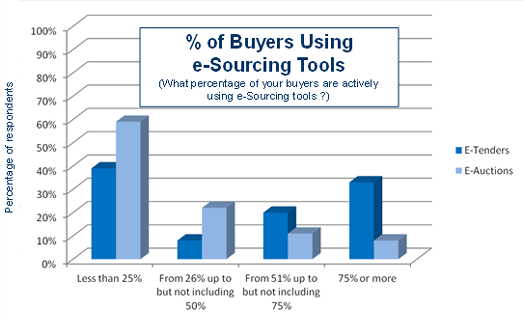 % of Buyers Using
e-Sourcing Tools
(What percentage of your buyers are actively
using e-Sourcing tools ?)
Percentage of respondents
100%
90%
80%
70%
60%
50%
40%
30%
20%
10%
0%
Less than 25%
From 26% up to
but not including
50%
From 51% up to
but not including
75%
75% or more
E-Tenders
E-Auctions